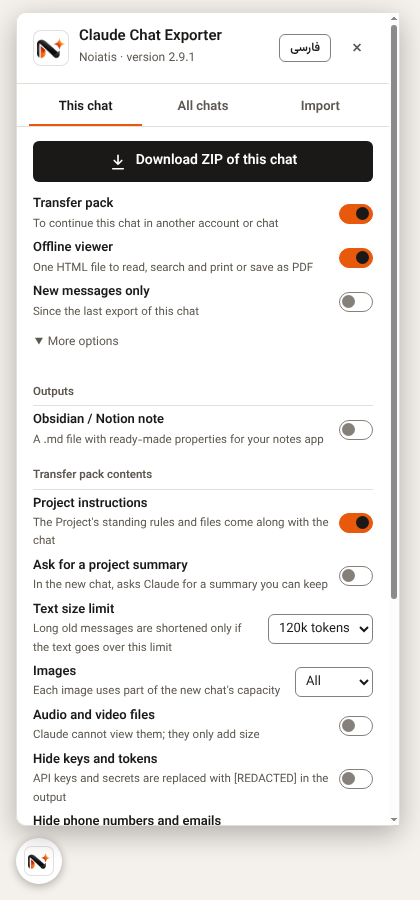 Claude Chat Exporter
Noiatis · version 2.9.1
فارسی
×
This chat
All chats
Import
Download ZIP of this chat
Transfer pack
To continue this chat in another account or chat
Offline viewer
One HTML file to read, search and print or save as PDF
New messages only
Since the last export of this chat
▼ More options
Outputs
Obsidian / Notion note
A .md file with ready-made properties for your notes app
Transfer pack contents
Project instructions
The Project's standing rules and files come along with the
chat
Ask for a project summary
In the new chat, asks Claude for a summary you can keep
Text size limit
Long old messages are shortened only if
the text goes over this limit
120k tokens
Images
Each image uses part of the new chat's capacity
All
Audio and video files
Claude cannot view them; they only add size
Hide keys and tokens
API keys and secrets are replaced with [REDACTED] in the
output
Hide phone numbers and emails